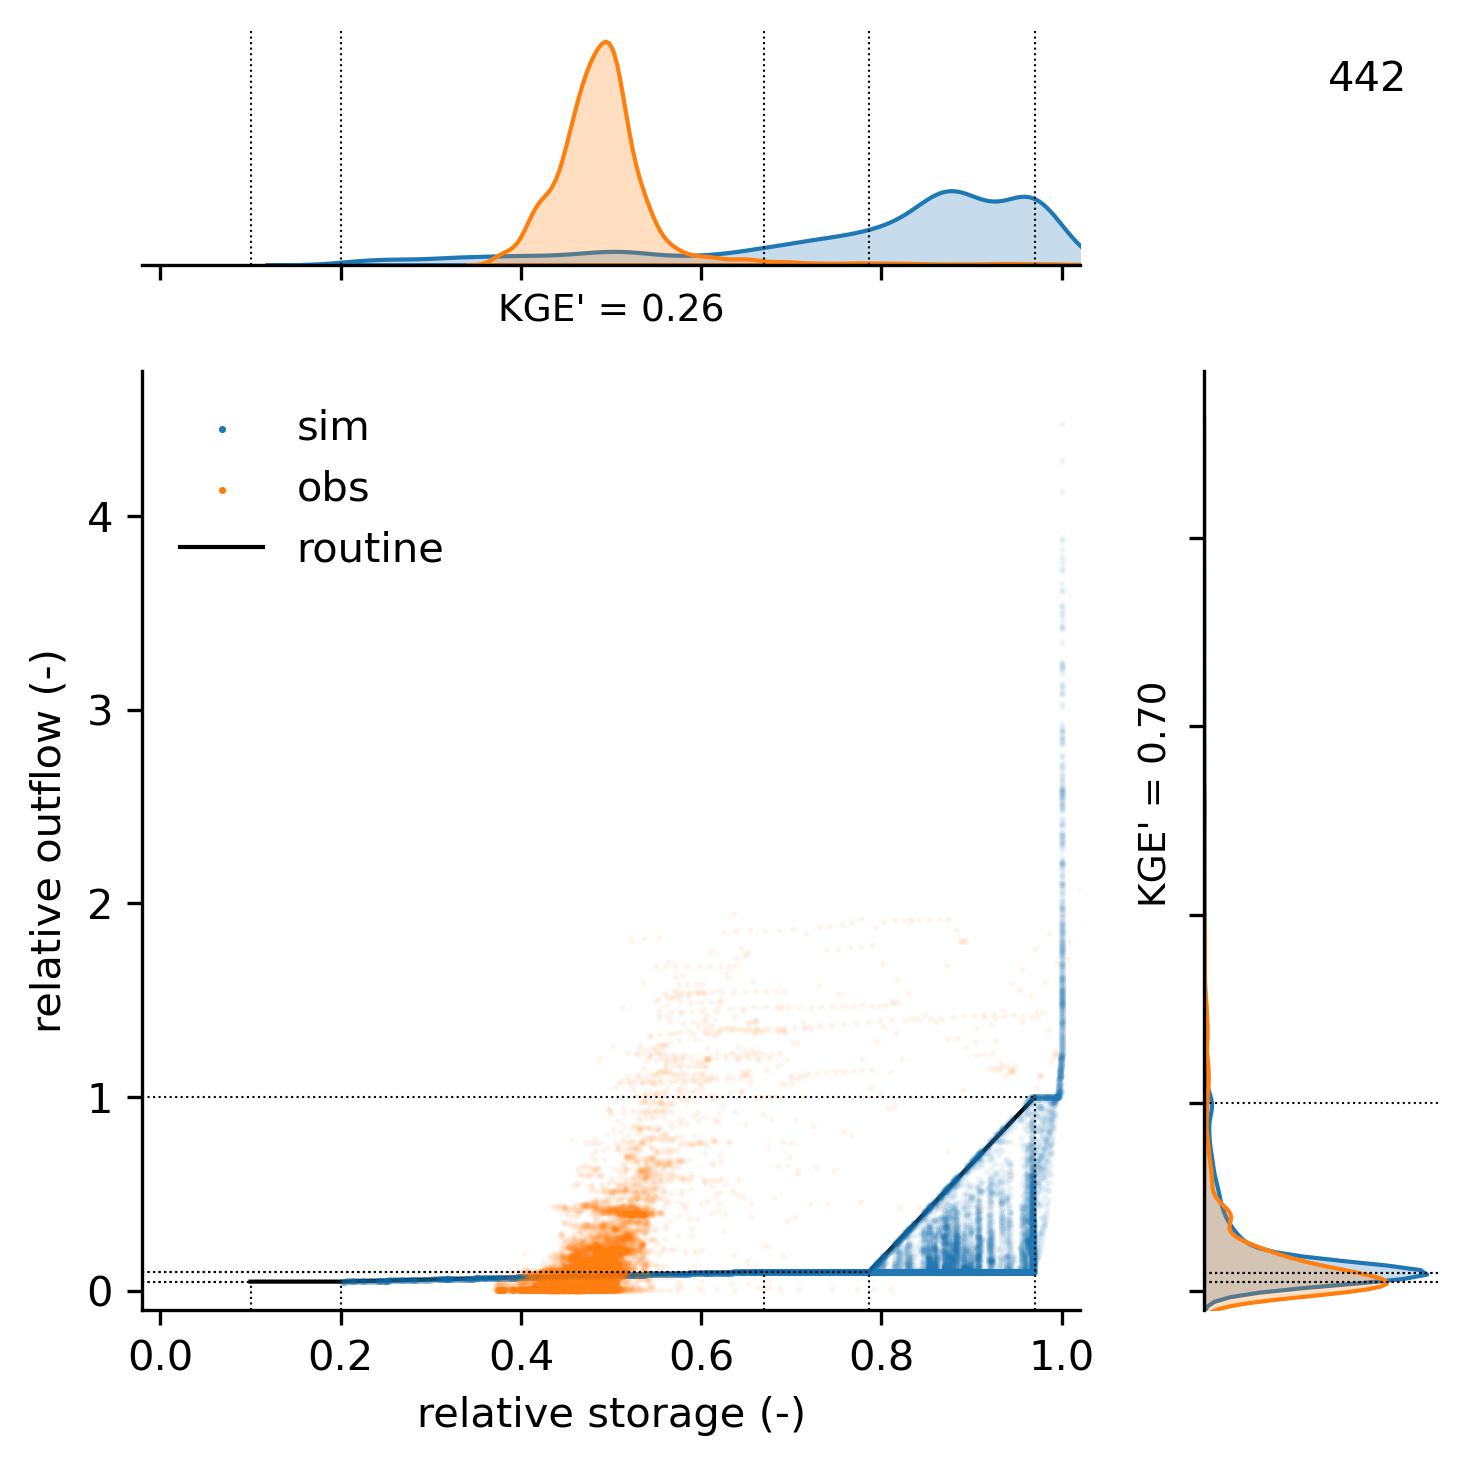 442
KGE' = 0.26
sim
obs
routine
4
3
2
1
0
relative outflow (-)
KGE' = 0.70
0.0 0.2 0.4 0.6 0.8 1.0
relative storage (-)